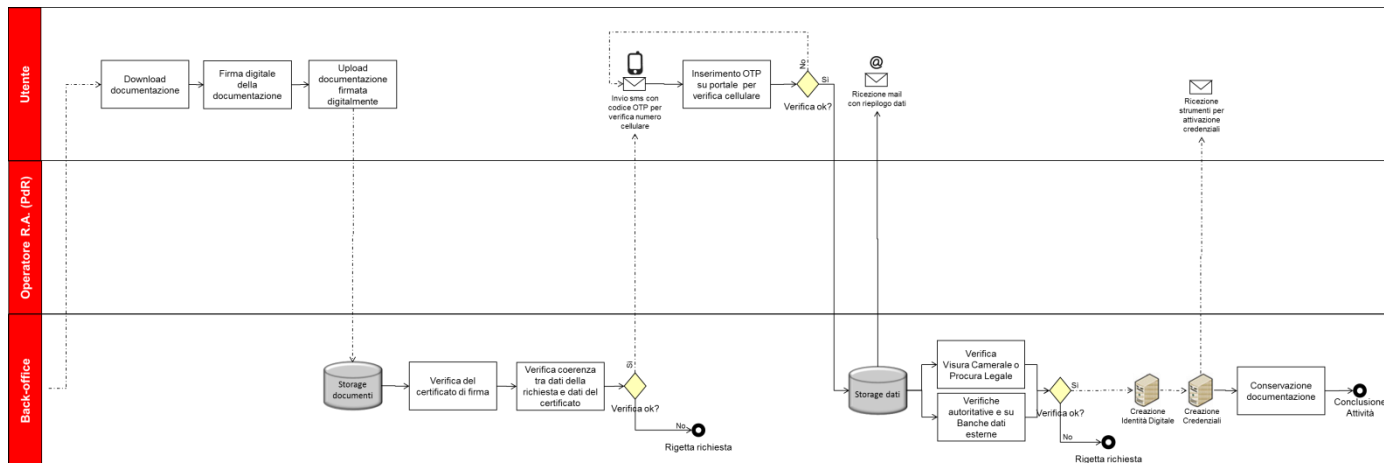 Utente
Download
documentazione
Firma digitale
della
documentazione
Upload
documentazione
firmata
digitalmente
Invio sms con
codice OTP per
verifica numero
cellulare
Inserimento OTP
su portale per
verifica cellulare
No
Si
Verifica ok?
@
Ricezione mail
con riepilogo dati
Ricezione
strumenti per
attivazione
credenziali
Operatore R.A. (PdR)
Back-office
Storage
documenti
Verifica del
certificato di firma
Verifica coerenza
tra dati della
richiesta e dati del
certificato
Si
Verifica ok?
No
Rigetta richiesta
Storage dati
Verifica
Visura Camerale o
Procura Legale
Verifiche
autoritative e su
Banche dati
esterne
Si
Verifica ok?
No
Rigetta richiesta
Creazione
Identità Digitale
Creazione
Credenziali
Conservazione
documentazione
Conclusione
Attività